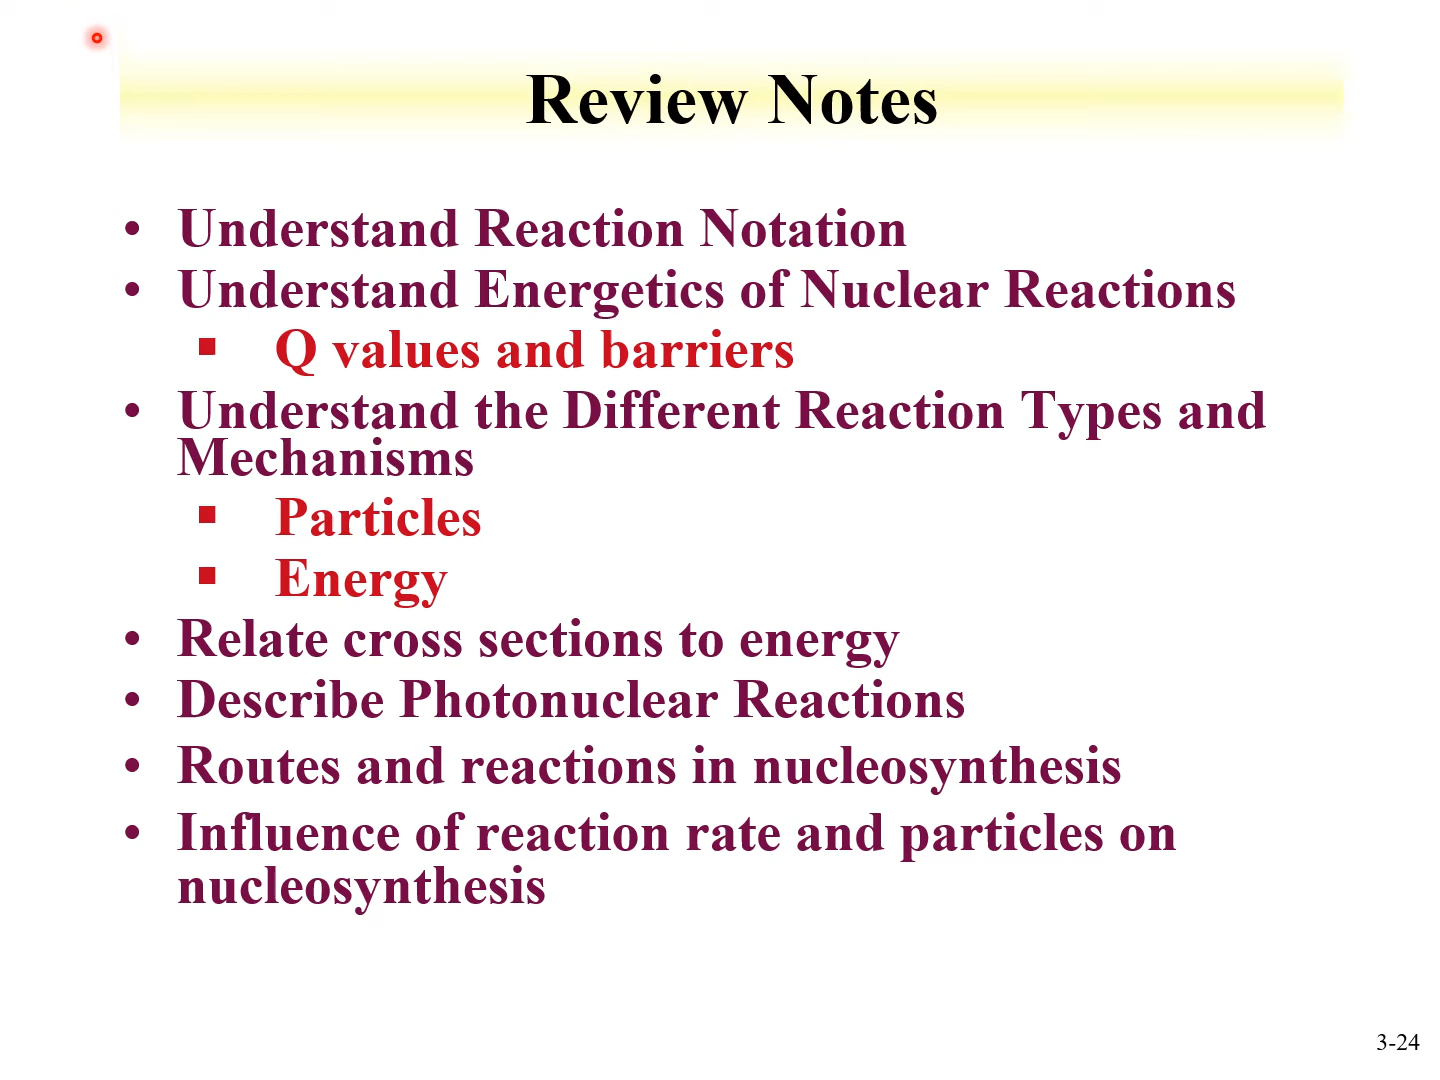 Review Notes
• Understand Reaction Notation
• Understand Energetics of Nuclear Reactions
▪ Q values and barriers
• Understand the Different Reaction Types and
Mechanisms
▪ Particles
▪ Energy
• Relate cross sections to energy
• Describe Photonuclear Reactions
• Routes and reactions in nucleosynthesis
• Influence of reaction rate and particles on
nucleosynthesis
3-24